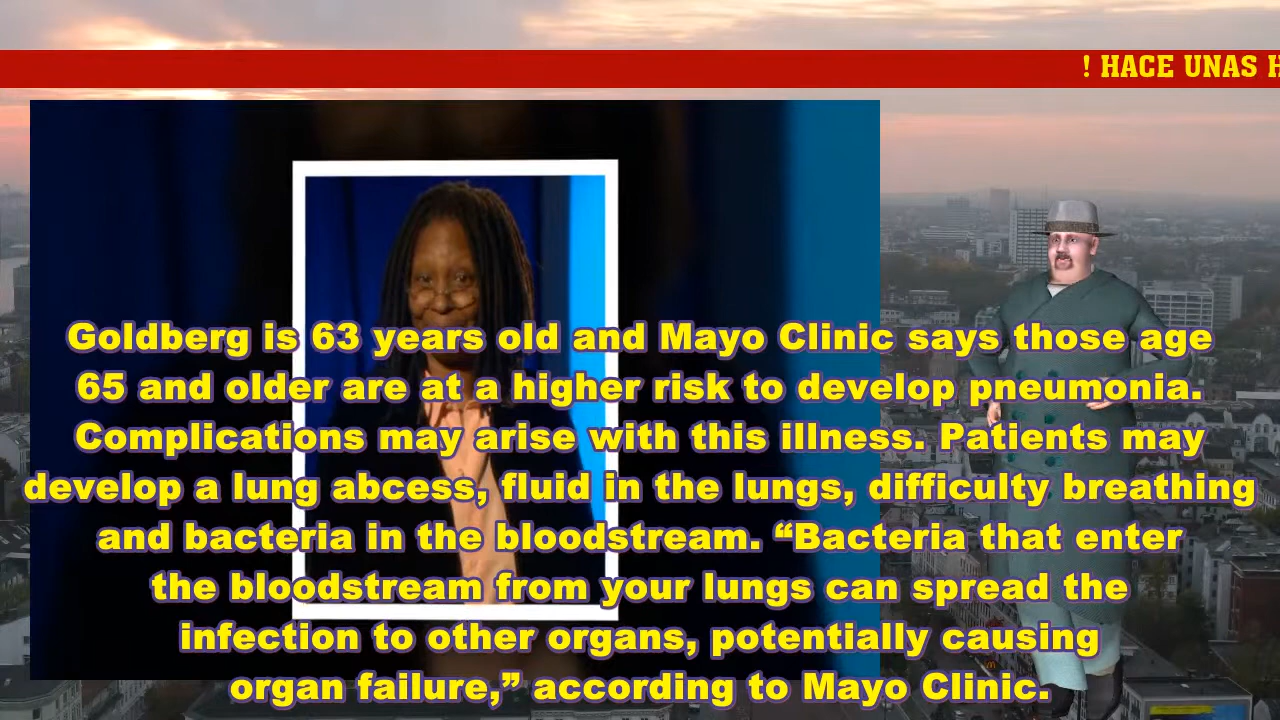 ! HACE UNAS
Goldberg is 63 years old and Mayo Clinic says those age
65 and older are at a higher risk to develop pneumonia.
Complications may arise with this illness. Patients may
develop a lung abcess, fluid in the lungs, difficulty breathing
and bacteria in the bloodstream. “Bacteria that enter
the bloodstream from your lungs can spread the
infection to other organs, potentially causing
organ failure,” according to Mayo Clinic.